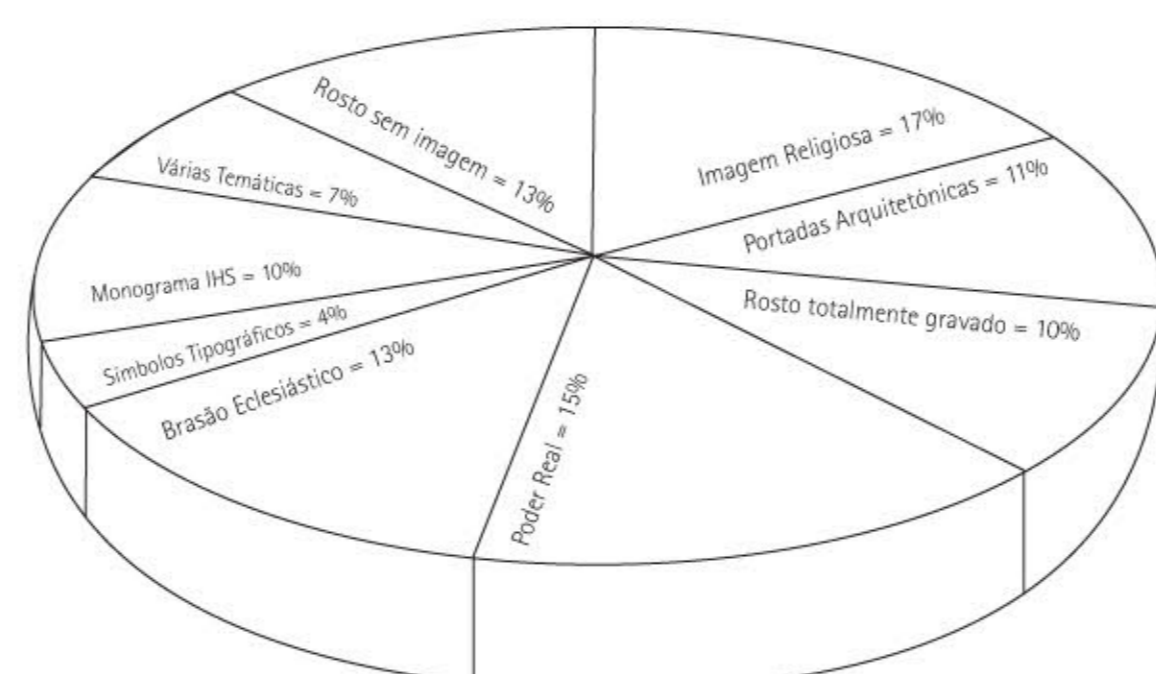 Rosto sem imagem = 13%
Imagem Religiosa = 17%
Várias Temáticas = 7%
Portadas Arquitetónicas = 11%
Monograma IHS = 10%
Rosto totalmente gravado = 10%
Símbolos Tipográficos = 4%
Brasão Eclesiástico = 13%
Poder Real = 15%